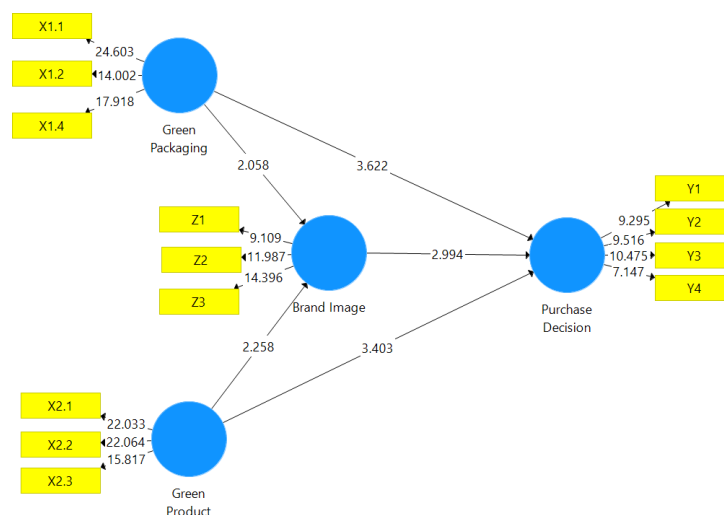 X1.1
24.603
X1.2
14.002
17.918
X1.4
Green
Packaging
2.058
3.622
Z1
9.109
Z2
11.987
14.396
Z3
Brand Image
2.994
Y1
9.295
Y2
9.516
10.475
Y3
7.147
Y4
Purchase
Decision
2.258
3.403
X2.1
22.033
X2.2
22.064
15.817
X2.3
Green
Product